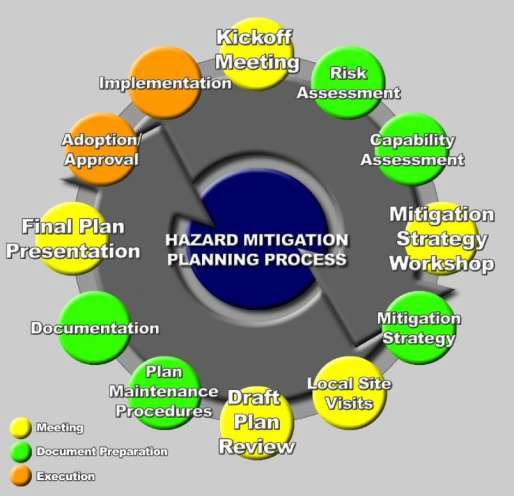 Kickoff
Meeting
Risk
Assessment
Capability
Assessment
Mitigation
Strategy
Workshop
Mitigation
Strategy
Local Site
Visits
Draft
Plan
Review
Plan
Maintenance
Procedures
Documentation
Final Plan
Presentation
Adoption/
Approval
Implementation
HAZARD MITIGATION
PLANNING PROCESS
Meeting
Document Preparation
Execution